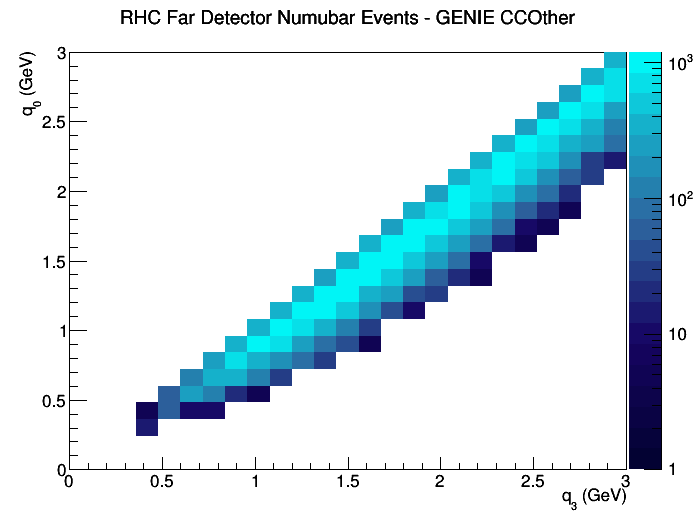 RHC Far Detector Numubar Events - GENIE CCOther
q₀ (GeV)
3
2.5
2
1.5
1
0.5
0
0 0.5 1 1.5 2 2.5 3
q₃ (GeV)
10³
10²
10
1